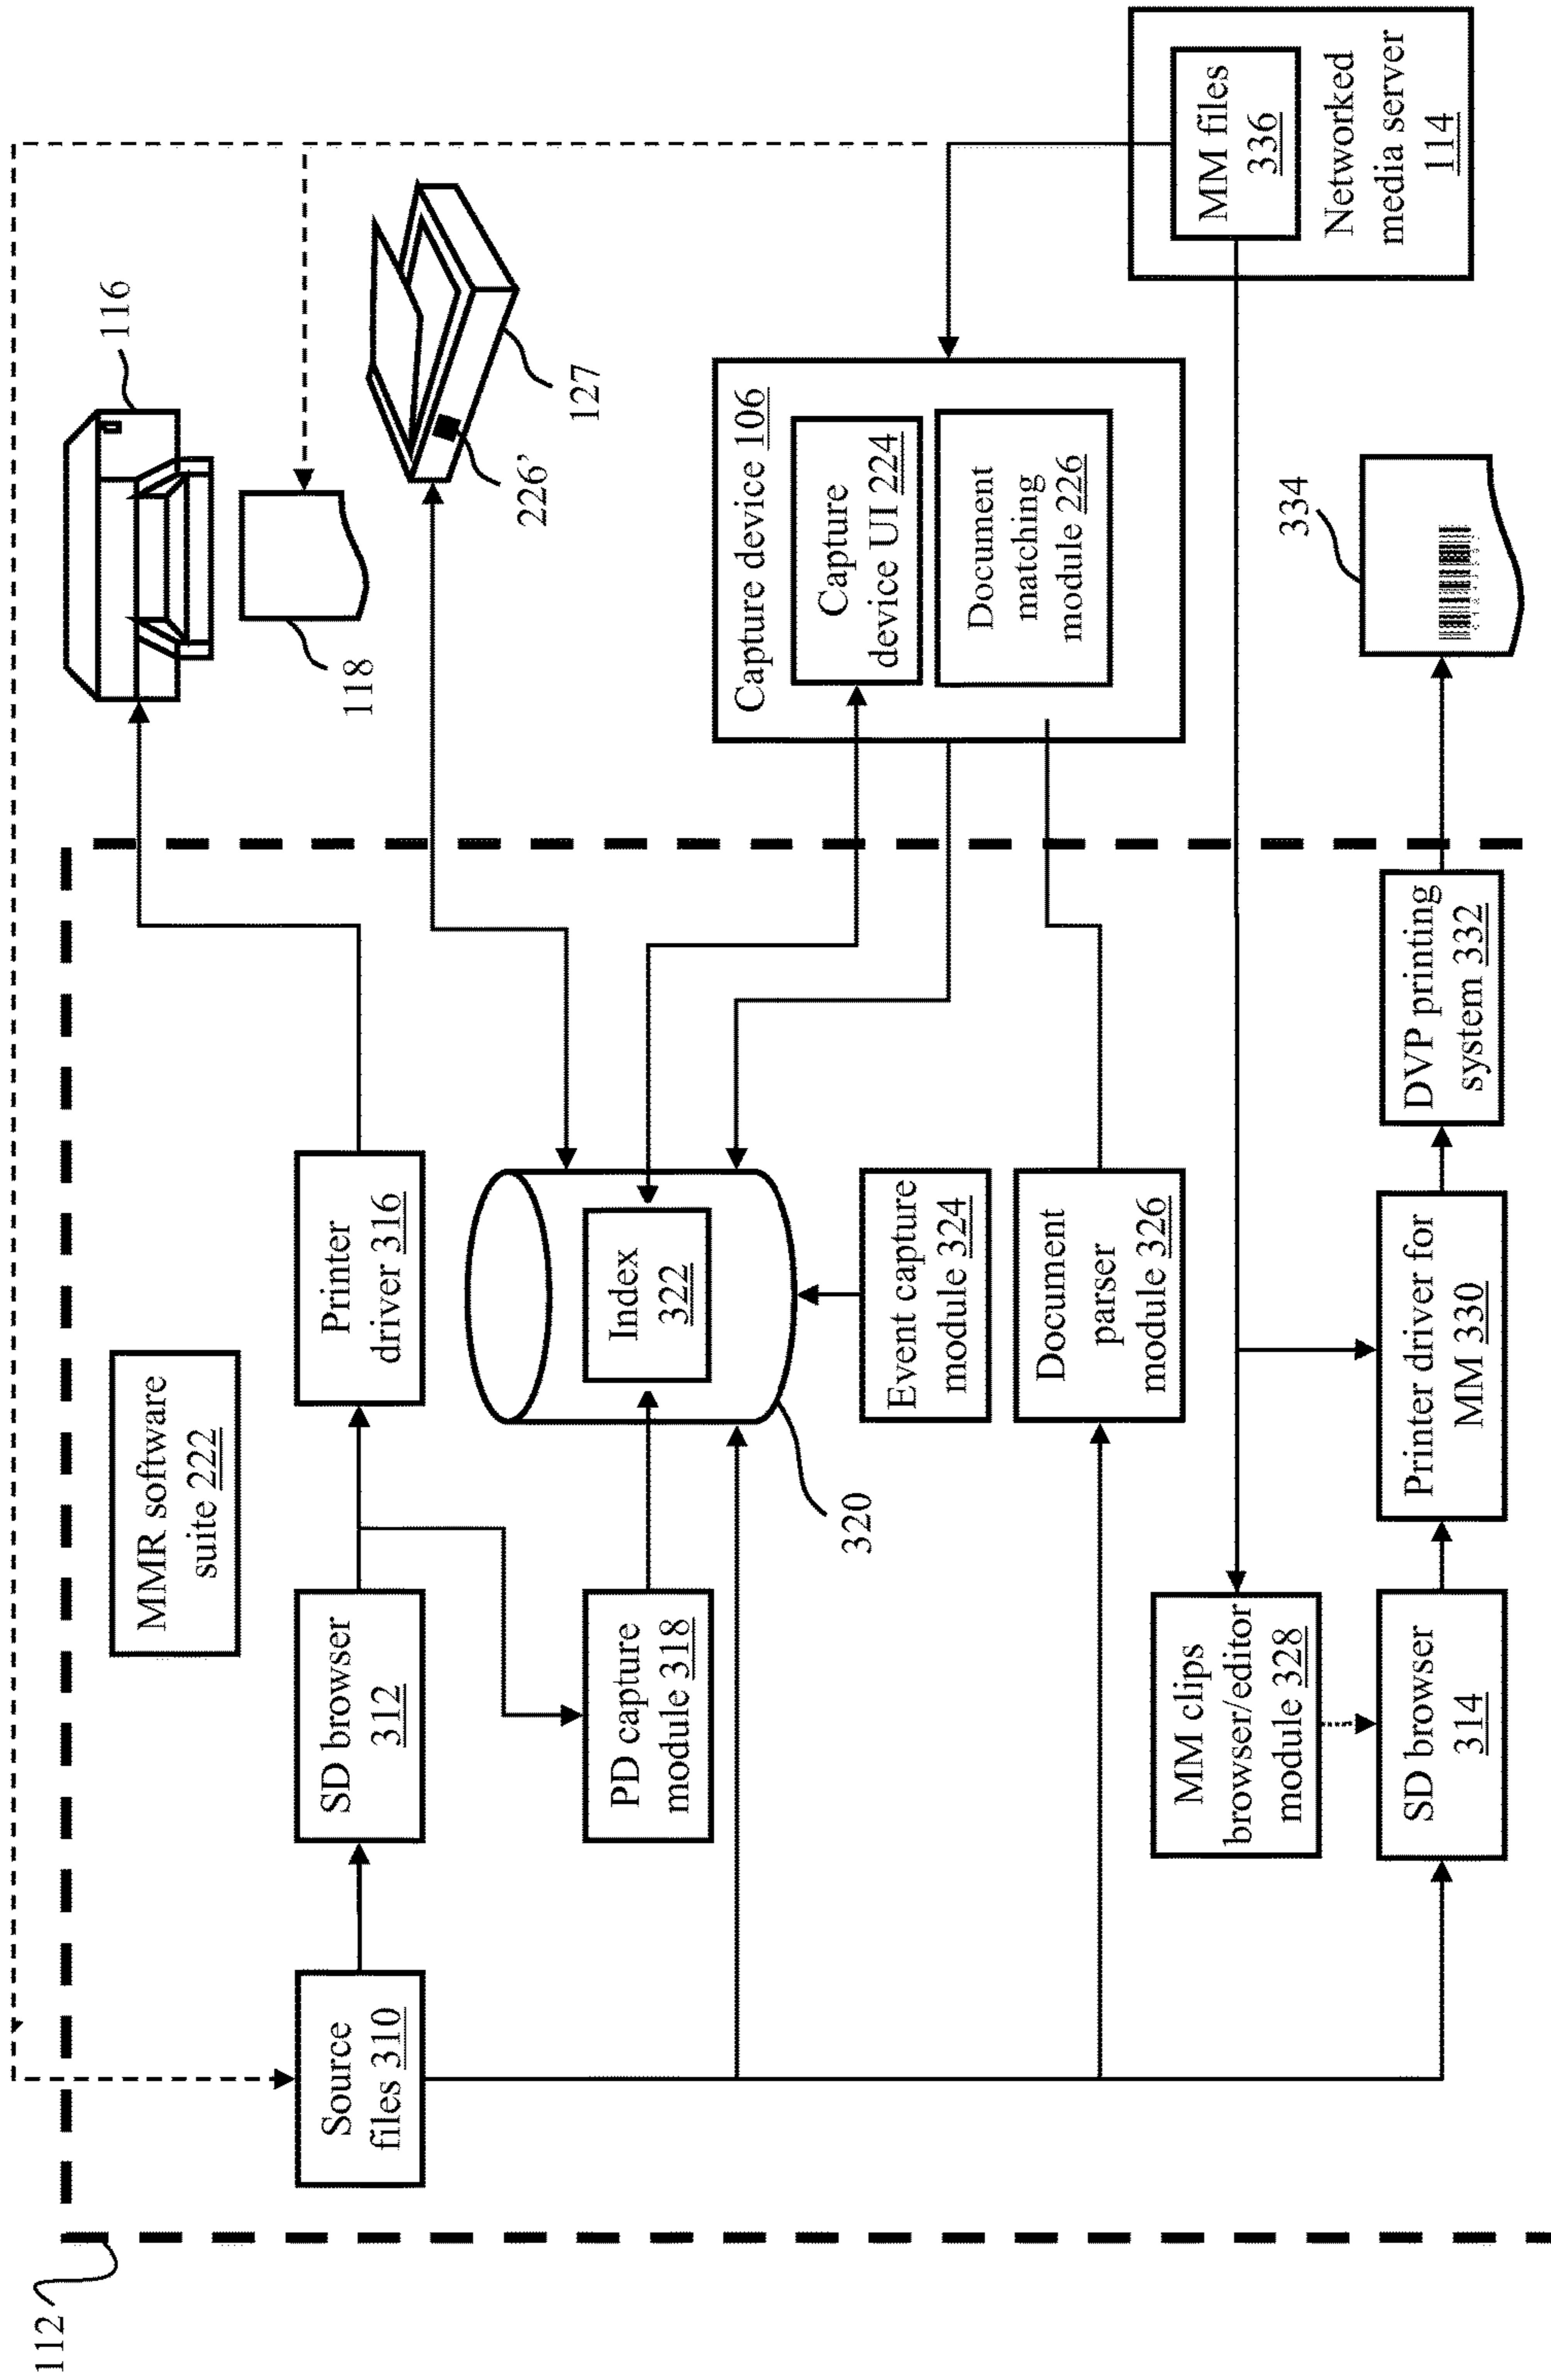 112
MMR software
suite 222
Source
files 310
SD browser
312
Printer
driver 316
116
118
PD capture
module 318
Index
322
320
127
226’
Event capture
module 324
Document
parser
module 326
Capture device 106
Capture
device UI 224
Document
matching
module 226
MM clips
browser/editor
module 328
SD browser
314
Printer driver for
MM 330
DVP printing
system 332
334
MM files
336
Networked
media server
114